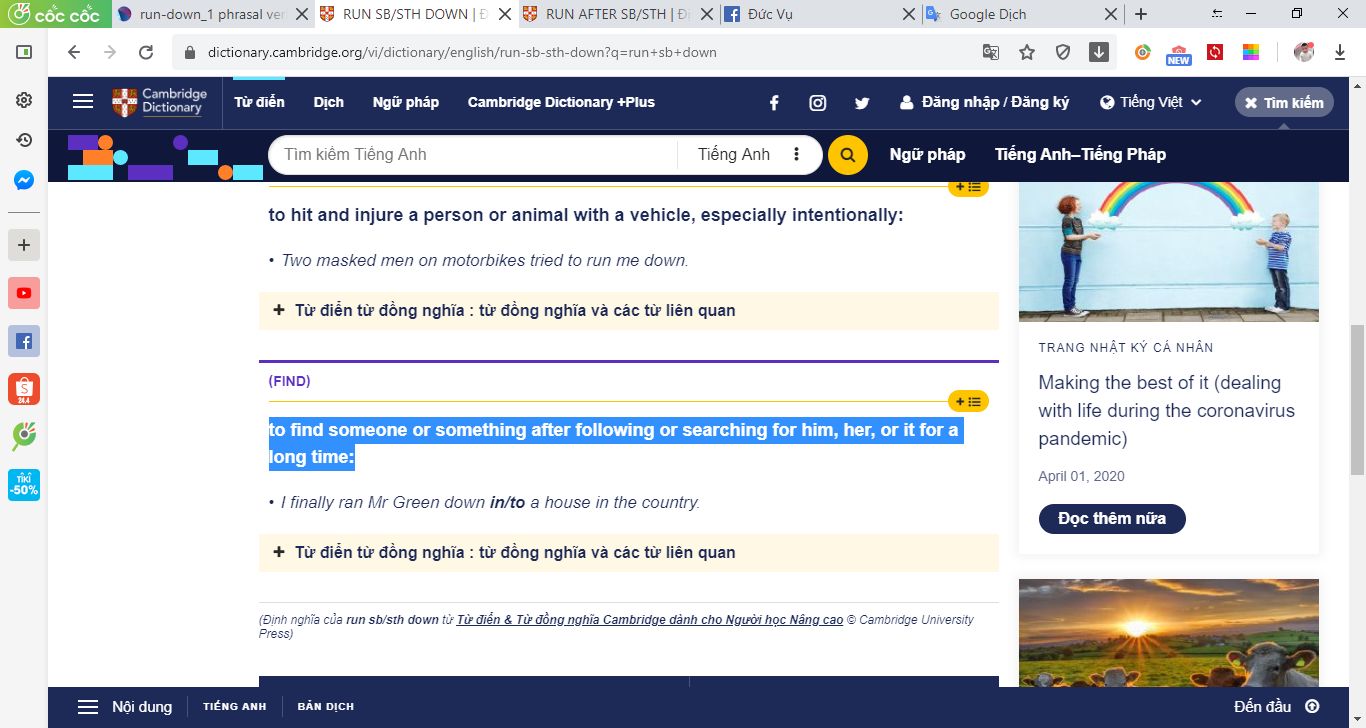 cốc cốc
run-down_1 phrasal ver
RUN SB/STH DOWN | Đ
RUN AFTER SB/STH | Đị
Đức Vụ
Google Dịch
dictionary.cambridge.org/vi/dictionary/english/run-sb-sth-down?q=run+sb+down
NEW
Cambridge
Dictionary
Từ điển
Dịch
Ngữ pháp
Cambridge Dictionary +Plus
Đăng nhập / Đăng ký
Tiếng Việt
Tìm kiếm
Tìm kiếm Tiếng Anh
Tiếng Anh
Ngữ pháp
Tiếng Anh–Tiếng Pháp
to hit and injure a person or animal with a vehicle, especially intentionally:
• Two masked men on motorbikes tried to run me down.
+ Từ điển từ đồng nghĩa : từ đồng nghĩa và các từ liên quan
(FIND)
to find someone or something after following or searching for him, her, or it for a
long time:
• I finally ran Mr Green down in/to a house in the country.
+ Từ điển từ đồng nghĩa : từ đồng nghĩa và các từ liên quan
(Định nghĩa của run sb/sth down từ Từ điển & Từ đồng nghĩa Cambridge dành cho Người học Nâng cao © Cambridge University
Press)
TRANG NHẬT KÝ CÁ NHÂN
Making the best of it (dealing
with life during the coronavirus
pandemic)
April 01, 2020
Đọc thêm nữa
24.4
TIKI
-50%
Nội dung
TIẾNG ANH
BẢN DỊCH
Đến đầu